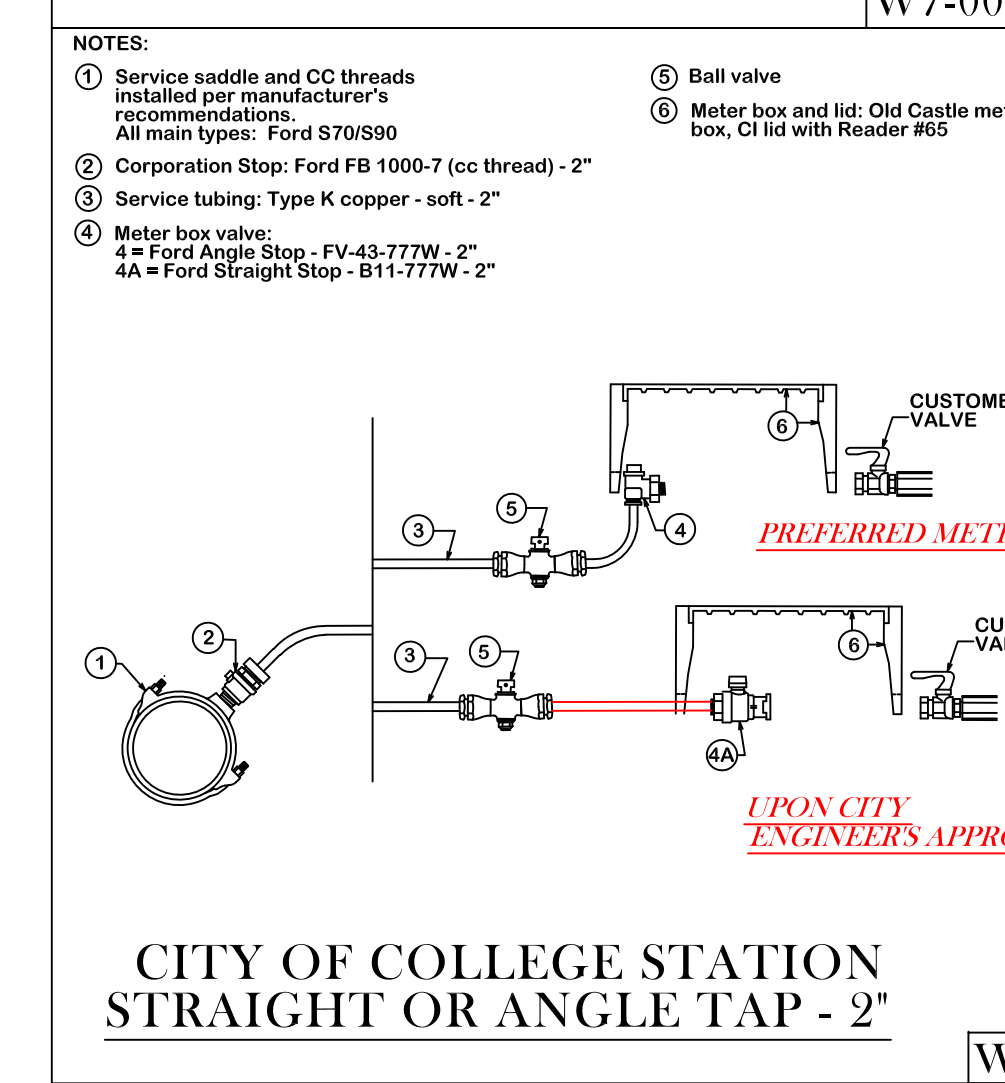 W7-00
NOTES:
1 Service saddle and CC threads
installed per manufacturer's
recommendations.
All main types: Ford S70/S90
2 Corporation Stop: Ford FB 1000-7 (cc thread) - 2"
3 Service tubing: Type K copper - soft - 2"
4 Meter box valve:
4 = Ford Angle Stop - FV-43-777W - 2"
4A = Ford Straight Stop - B11-777W - 2"
5 Ball valve
6 Meter box and lid: Old Castle met
box, CI lid with Reader #65
CUSTOME
VALVE
6
5
3
4
PREFERRED METH
2
1
3
5
6
CU
VAL
4A
UPON CITY
ENGINEER'S APPRO
CITY OF COLLEGE STATION
STRAIGHT OR ANGLE TAP - 2"
W